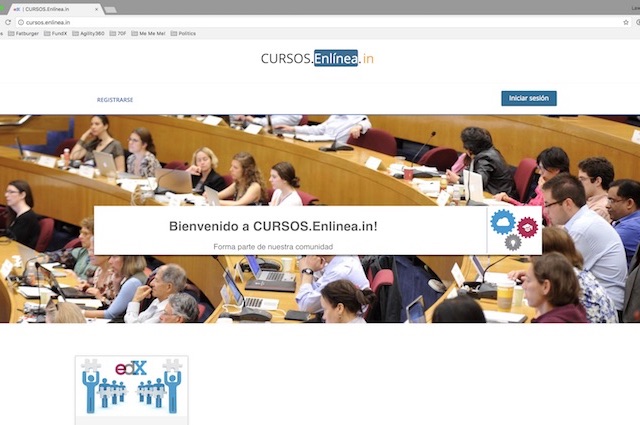 edX | CURSOS.Enlinea.in
cursos.enlinea.in
Fatburger
FundX
Agility360
70F
Me Me Me!
Politics
CURSOS.Enlínea.in
REGISTRARSE
Iniciar sesión
Bienvenido a CURSOS.Enlinea.in!
Forma parte de nuestra comunidad
edX